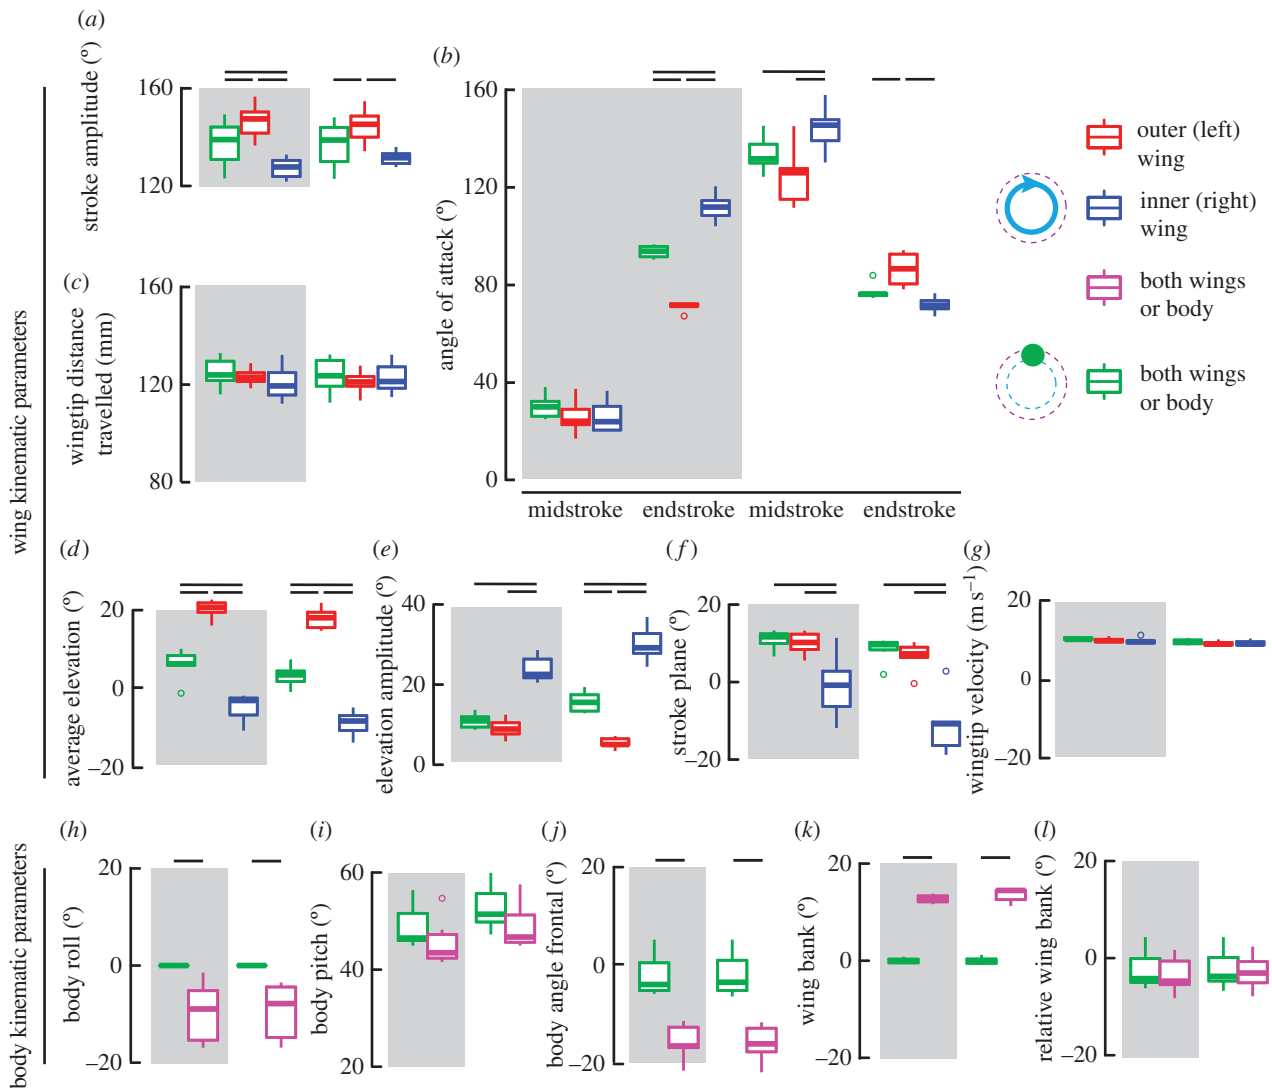 wing kinematic parameters
(a)
stroke amplitude (°)
160
120
(b)
angle of attack (°)
160
120
80
40
0
midstroke
endstroke
midstroke
endstroke
outer (left)
wing
inner (right)
wing
both wings
or body
both wings
or body
(c)
wingtip distance
travelled (mm)
160
120
80
(d)
average elevation (°)
20
0
–20
(e)
elevation amplitude (°)
40
20
0
(f)
stroke plane (°)
20
0
–20
(g)
wingtip velocity (m s–1)
20
0
–20
body kinematic parameters
(h)
body roll (°)
20
0
–20
(i)
body pitch (°)
60
40
20
(j)
body angle frontal (°)
20
0
–20
(k)
wing bank (°)
20
0
–20
(l)
relative wing bank (°)
20
0
–20